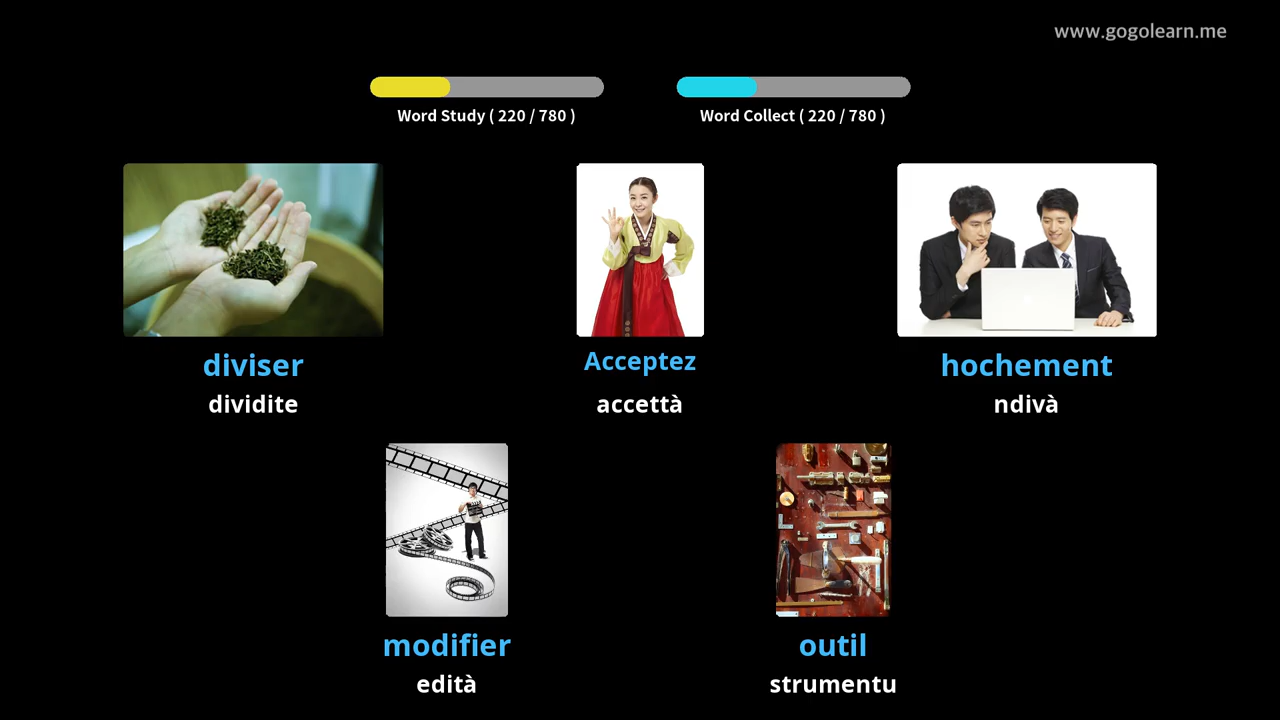 www.gogolearn.me
Word Study ( 220 / 780 )
Word Collect ( 220 / 780 )
diviser
dividite
Acceptez
accettà
hochement
ndivà
modifier
edità
outil
strumentu